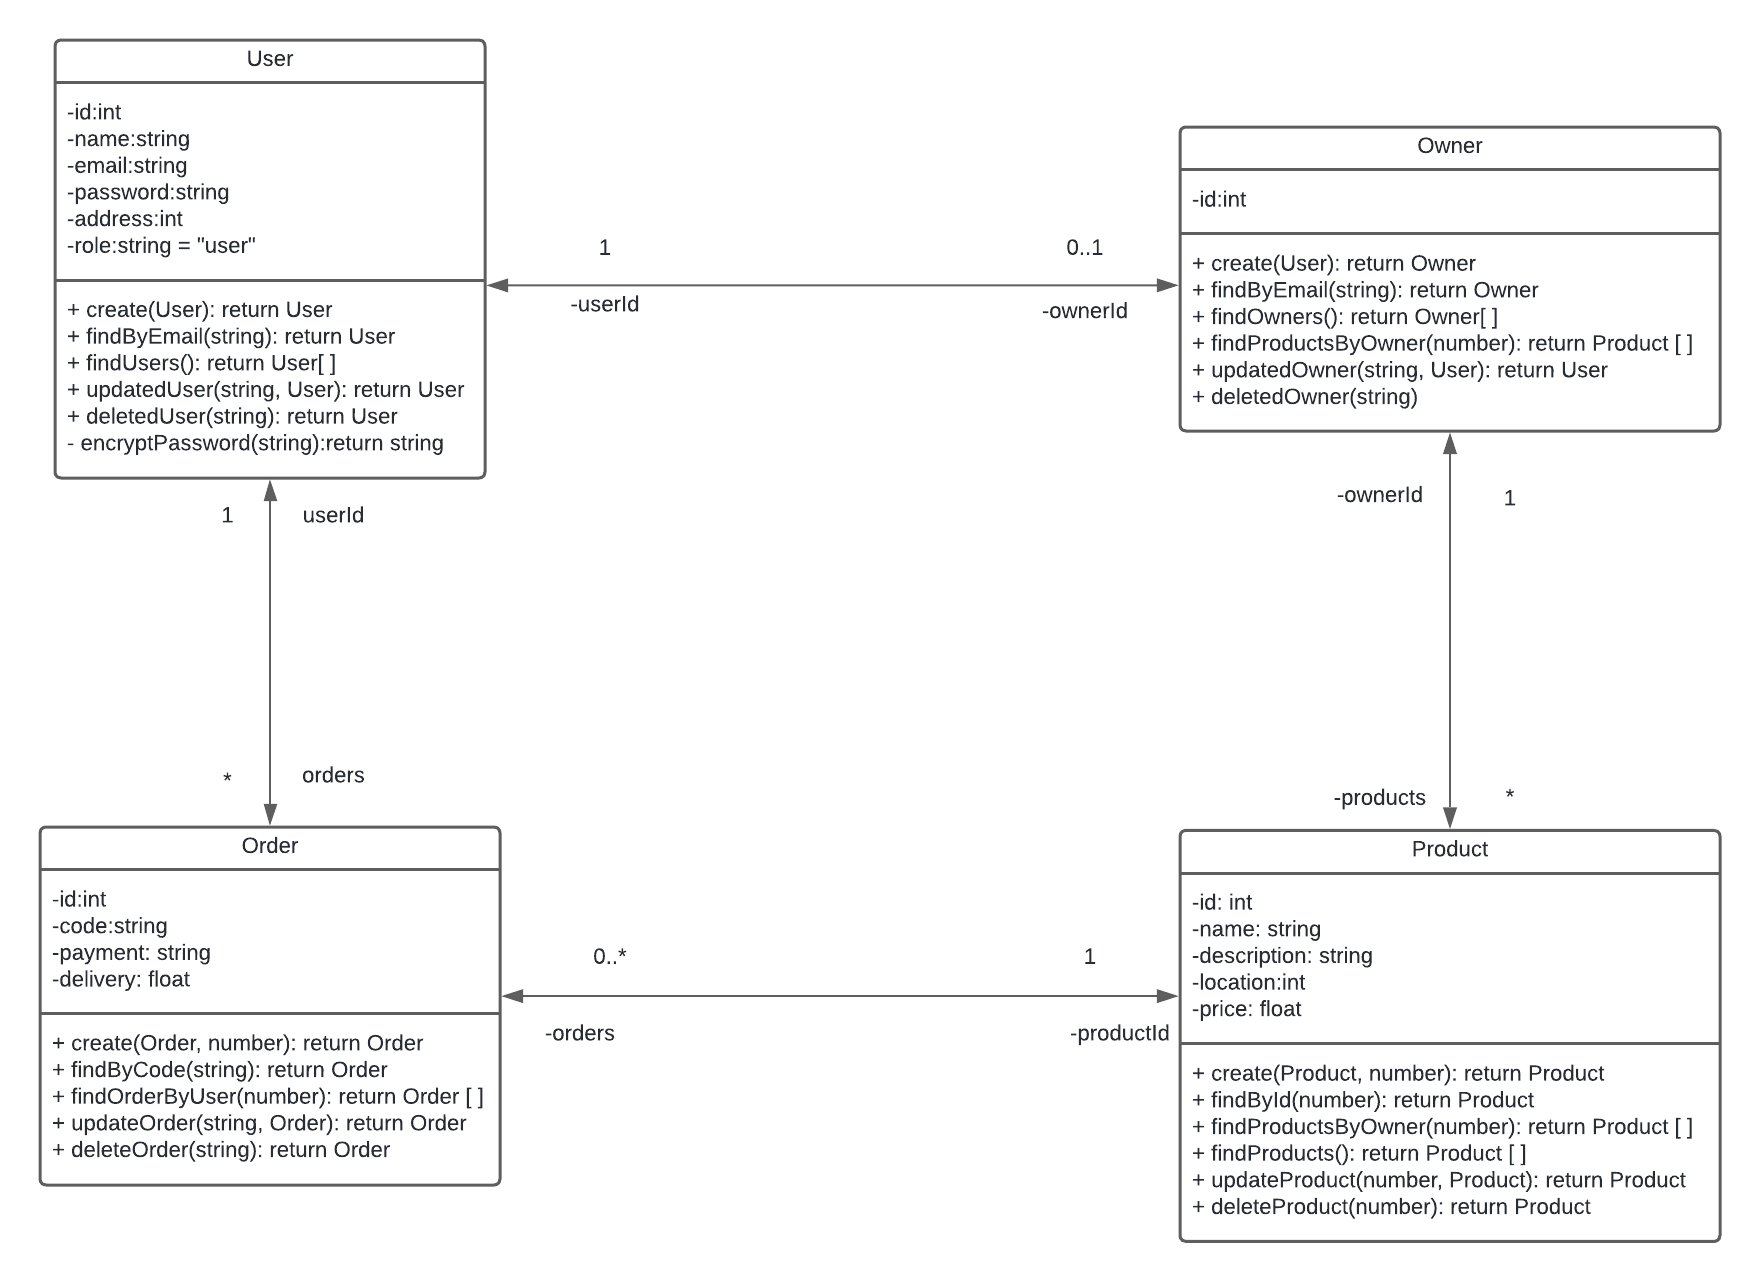 User
-id:int
-name:string
-email:string
-password:string
-address:int
-role:string = "user"
+ create(User): return User
+ findByEmail(string): return User
+ findUsers(): return User[ ]
+ updatedUser(string, User): return User
+ deletedUser(string): return User
- encryptPassword(string):return string
1
0..1
-userId
-ownerId
Owner
-id:int
+ create(User): return Owner
+ findByEmail(string): return Owner
+ findOwners(): return Owner[ ]
+ findProductsByOwner(number): return Product [ ]
+ updatedOwner(string, User): return User
+ deletedOwner(string)
1
userId
*
orders
-ownerId
1
-products
*
Order
-id:int
-code:string
-payment: string
-delivery: float
+ create(Order, number): return Order
+ findByCode(string): return Order
+ findOrderByUser(number): return Order [ ]
+ updateOrder(string, Order): return Order
+ deleteOrder(string): return Order
0..*
1
-orders
-productId
Product
-id: int
-name: string
-description: string
-location:int
-price: float
+ create(Product, number): return Product
+ findById(number): return Product
+ findProductsByOwner(number): return Product [ ]
+ findProducts(): return Product [ ]
+ updateProduct(number, Product): return Product
+ deleteProduct(number): return Product